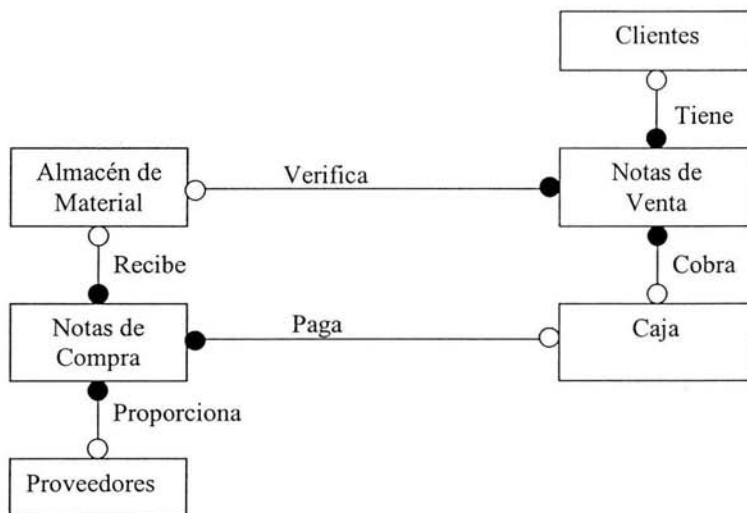 Clientes
Tiene
Almacén de
Material
Verifica
Notas de
Venta
Recibe
Cobra
Notas de
Compra
Paga
Caja
Proporciona
Proveedores